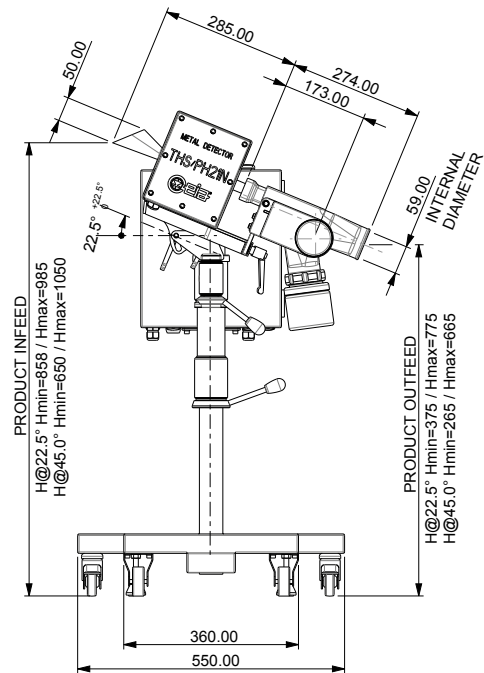 285.00
50.00
274.00
173.00
59.00
INTERNAL
DIAMETER
METAL DETECTOR
THS/PH21N
ceia
+22.5°
22.5°
PRODUCT INFEED
H@22.5° Hmin=858 / Hmax=985
H@45.0° Hmin=650 / Hmax=1050
PRODUCT OUTFEED
H@22.5° Hmin=375 / Hmax=775
H@45.0° Hmin=265 / Hmax=665
360.00
550.00